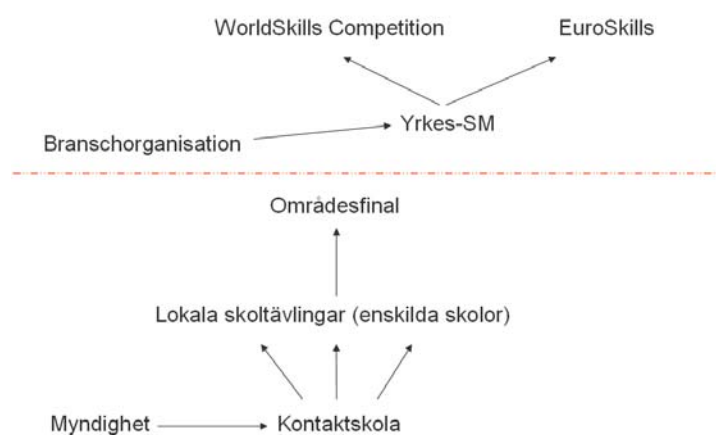 WorldSkills Competition EuroSkills
Yrkes-SM
Branschorganisation
Områdesfinal
Lokala skoltävlingar (enskilda skolor)
Myndighet Kontaktskola